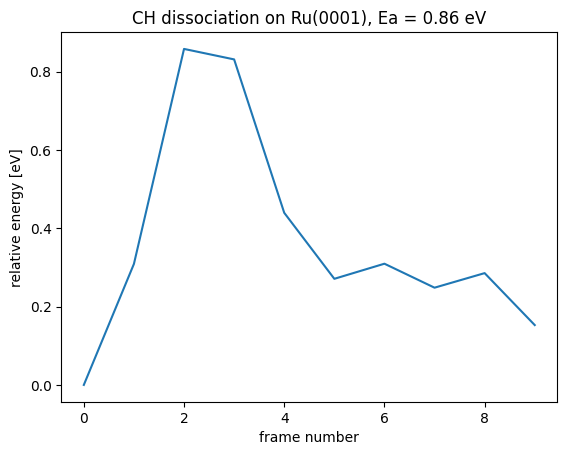 CH dissociation on Ru(0001), Ea = 0.86 eV
relative energy [eV]
0.8
0.6
0.4
0.2
0.0
0 2 4 6 8
frame number